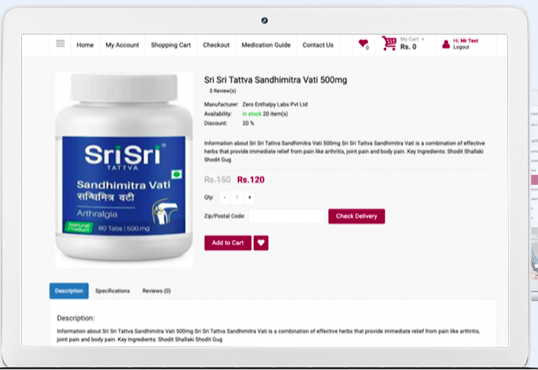 Home My Account Shopping Cart Checkout Medication Guide Contact Us
0
My Cart
Rs. 0
Hi, Mr Test
Logout
Sri Sri Tattva Sandhimitra Vati 500mg
0 Review(s)
Manufacturer: Zero Enthalpy Labs Pvt Ltd
Availability: In stock 20 item(s)
Discount: 20 %
Information about Sri Sri Tattva Sandhimitra Vati 500mg Sri Sri Tattva Sandhimitra Vati is a combination of effective
herbs that provide immediate relief from pain like arthritis, joint pain and body pain. Key Ingredients: Shodit Shallaki
Shodit Gug
Rs.150 Rs.120
Qty: - 1 +
Zip/Postal Code: Check Delivery
Add to Cart
SriSri
TATTVA
Sandhimitra Vati
सन्धिमित्र वटी
Arthralgia
Natural
Product
60 Tabs | 500 mg
Description Specifications Reviews (0)
Description:
Information about Sri Sri Tattva Sandhimitra Vati 500mg Sri Sri Tattva Sandhimitra Vati is a combination of effective herbs that provide immediate relief from pain like arthritis,
joint pain and body pain. Key Ingredients: Shodit Shallaki Shodit Gug